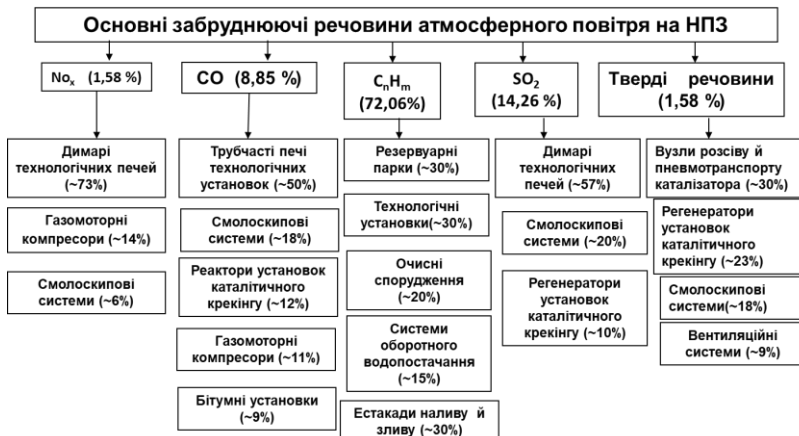 Основні забруднюючі речовини атмосферного повітря на НПЗ
No x (1,58 %)
Димарі
технологічних печей
(~73%)
Газомоторні
компресори (~14%)
Смолоскипові
системи (~6%)
CO (8,85 %)
Трубчасті печі
технологічних
установок (~50%)
Смолоскипові
системи (~18%)
Реактори установок
каталітичного
крекінгу (~12%)
Газомоторні
компресори (~11%)
Бітумні установки
(~9%)
CnHm
(72,06%)
Резервуарні
парки (~30%)
Технологічні
установки(~30%)
Очисні
спорудження
(~20%)
Системи
оборотного
водопостачання
(~15%)
Естакади наливу й
зливу (~30%)
SO2
(14,26 %)
Димарі
технологічних
печей (~57%)
Смолоскипові
системи (~20%)
Регенератори
установок
каталітичного
крекінгу (~10%)
Тверді речовини
(1,58 %)
Вузли розсіву й
пневмотранспорту
каталізатора (~30%)
Регенератори
установок
каталітичного
крекінгу (~23%)
Смолоскипові
системи(~18%)
Вентиляційні
системи (~9%)